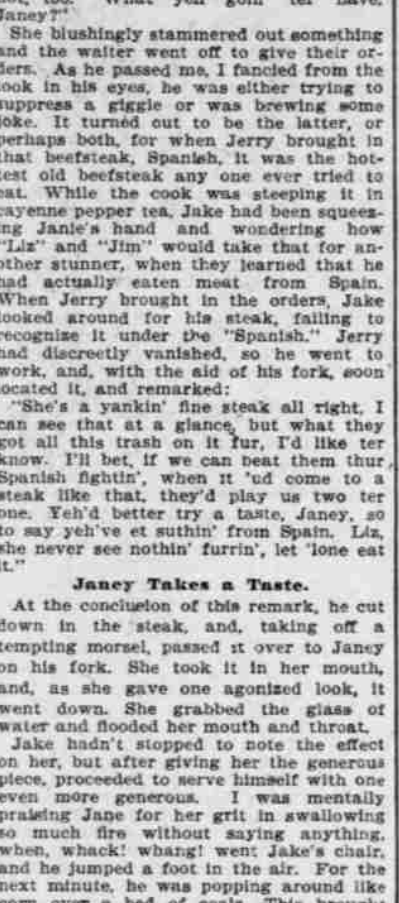 Janey?"
She blushingly stammered out something
and the waiter went off to give their or-
ders. As he passed me, I fancied from the
look in his eyes, he was either trying to
suppress a giggle or was brewing some
joke. It turned out to be the latter, or
perhaps both, for when Jerry brought in
that beefsteak, Spanish, it was the hot-
test old beefsteak any one ever tried to
eat. While the cook was steeping it in
cayenne pepper tea, Jake had been squeez-
ing Janie's hand and wondering how
"Liz" and "Jim" would take that for an-
other stunner, when they learned that he
had actually eaten meat from Spain.
When Jerry brought in the orders, Jake
looked around for his steak, failing to
recognize it under the "Spanish." Jerry
had discreetly vanished, so he went to
work, and, with the aid of his fork, soon
located it, and remarked:
"She's a yankin' fine steak all right, I
can see that at a glance, but what they
got all this trash on it fur, I'd like ter
know. I'll bet, if we can beat them thur
Spanish fightin', when it 'ud come to a
steak like that, they'd play us two ter
one. Yeh'd better try a taste, Janey, so
to say yeh've et suthin' from Spain. Liz,
she never see nothin' furrin', let 'lone eat
it."
Janey Takes a Taste.
At the conclusion of this remark, he cut
down in the steak, and, taking off a
tempting morsel, passed it over to Janey
on his fork. She took it in her mouth,
and, as she gave one agonized look, it
went down. She grabbed the glass of
water and flooded her mouth and throat.
Jake hadn't stopped to note the effect
on her, but after giving her the generous
piece, proceeded to serve himself with one
even more generous. I was mentally
praising Jane for her grit in swallowing
so much fire without saying anything,
when, whack! whang! went Jake's chair,
and he jumped a foot in the air. For the
next minute, he was popping around like